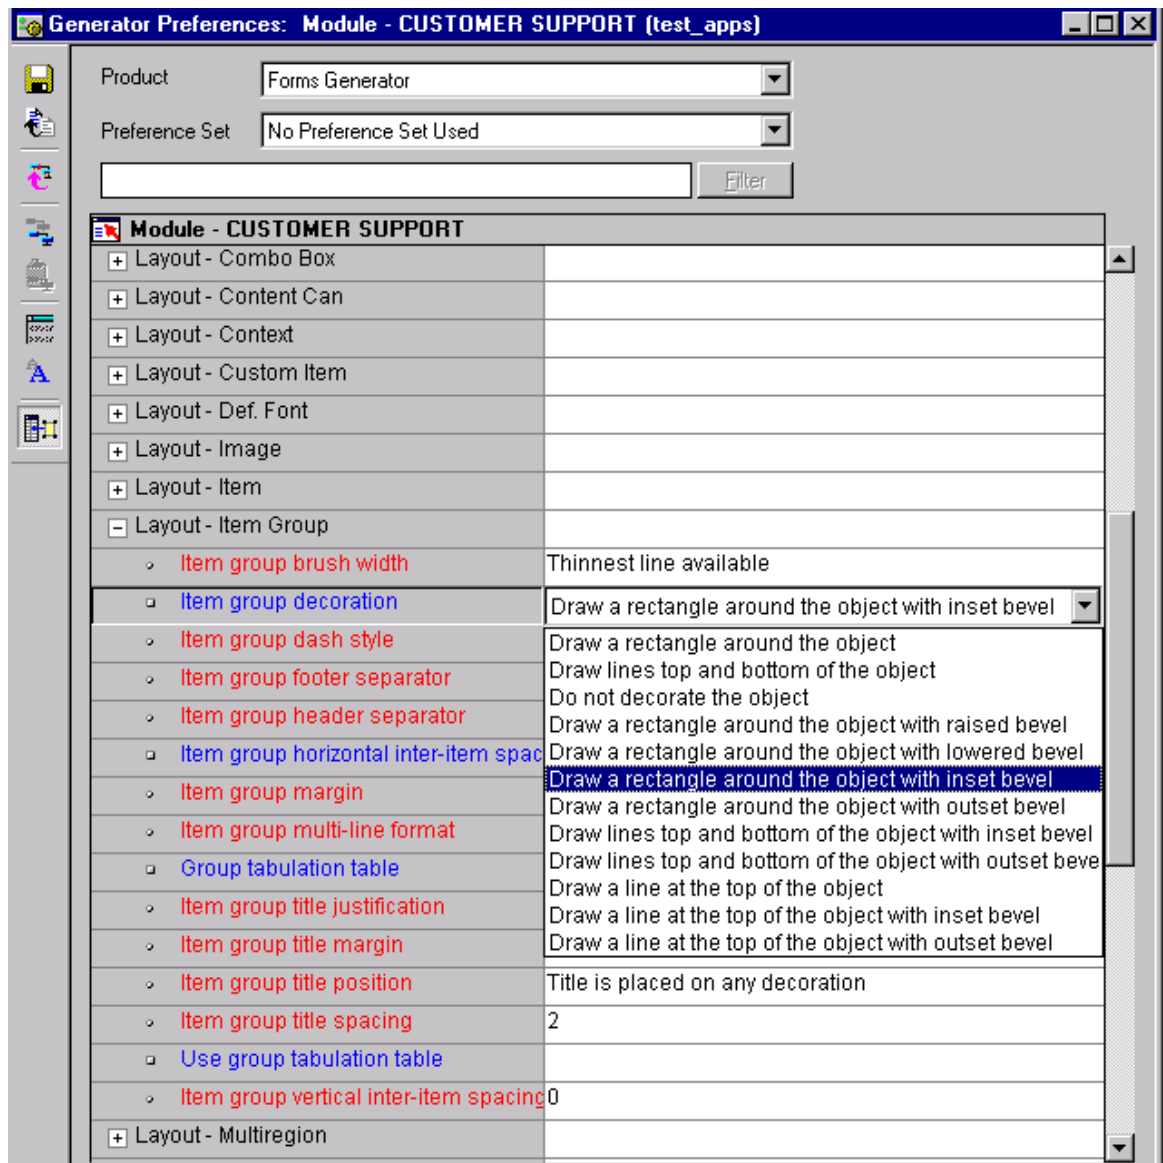 Generator Preferences: Module - CUSTOMER SUPPORT (test_apps)
Product Forms Generator
Preference Set No Preference Set Used
Filter
Module - CUSTOMER SUPPORT
Layout - Combo Box
Layout - Content Can
Layout - Context
Layout - Custom Item
Layout - Def. Font
Layout - Image
Layout - Item
Layout - Item Group
Item group brush width Thinnest line available
Item group decoration Draw a rectangle around the object with inset bevel
Item group dash style
Item group footer separator
Item group header separator
Item group horizontal inter-item spac
Item group margin
Item group multi-line format
Group tabulation table
Item group title justification
Item group title margin
Draw a rectangle around the object
Draw lines top and bottom of the object
Do not decorate the object
Draw a rectangle around the object with raised bevel
Draw a rectangle around the object with lowered bevel
Draw a rectangle around the object with inset bevel
Draw a rectangle around the object with outset bevel
Draw lines top and bottom of the object with inset bevel
Draw lines top and bottom of the object with outset beve
Draw a line at the top of the object
Draw a line at the top of the object with inset bevel
Draw a line at the top of the object with outset bevel
Item group title position Title is placed on any decoration
Item group title spacing 2
Use group tabulation table
Item group vertical inter-item spacing 0
Layout - Multiregion